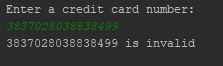 Enter a credit card number:
3837028038838499
3837028038838499 is invalid